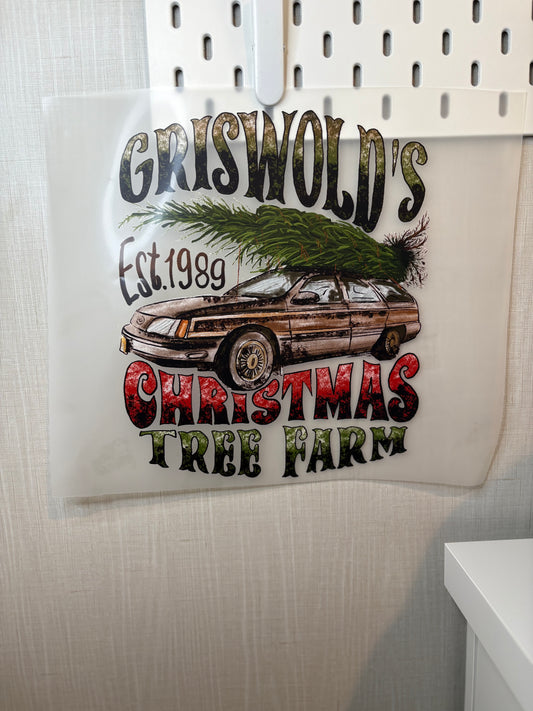 GRISWOLD'S
Est.1989
CHRISTMAS
TREE FARM